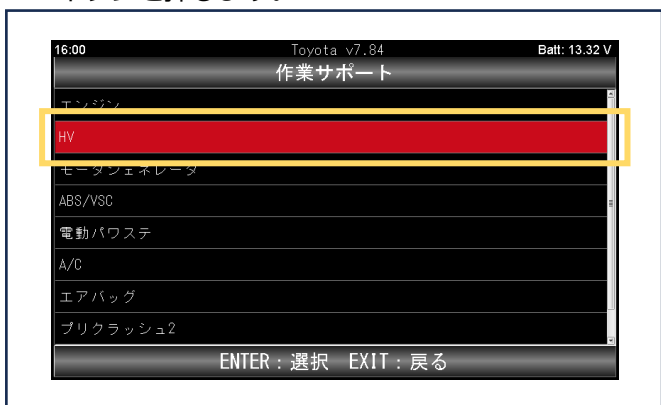 16:00 Toyota v7.84 Batt: 13.32 V
作業サポート
エンジン
HV
モータジェネレータ
ABS/VSC
電動パワステ
A/C
エアバッグ
プリクラッシュ2
ENTER：選択 EXIT：戻る